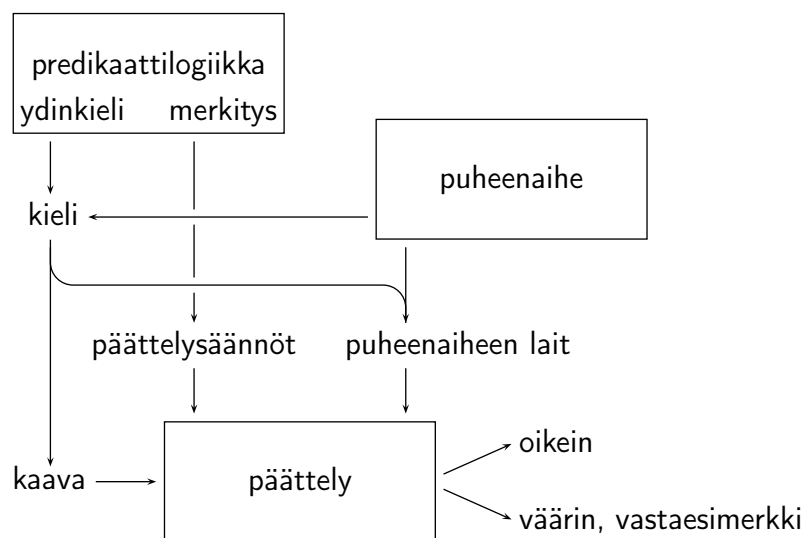 predikaattilogiikka
ydinkieli merkitys
puheenaihe
kieli
päättelysäännöt puheenaiheen lait
oikein
kaava päättely
väärin, vastaesimerkki